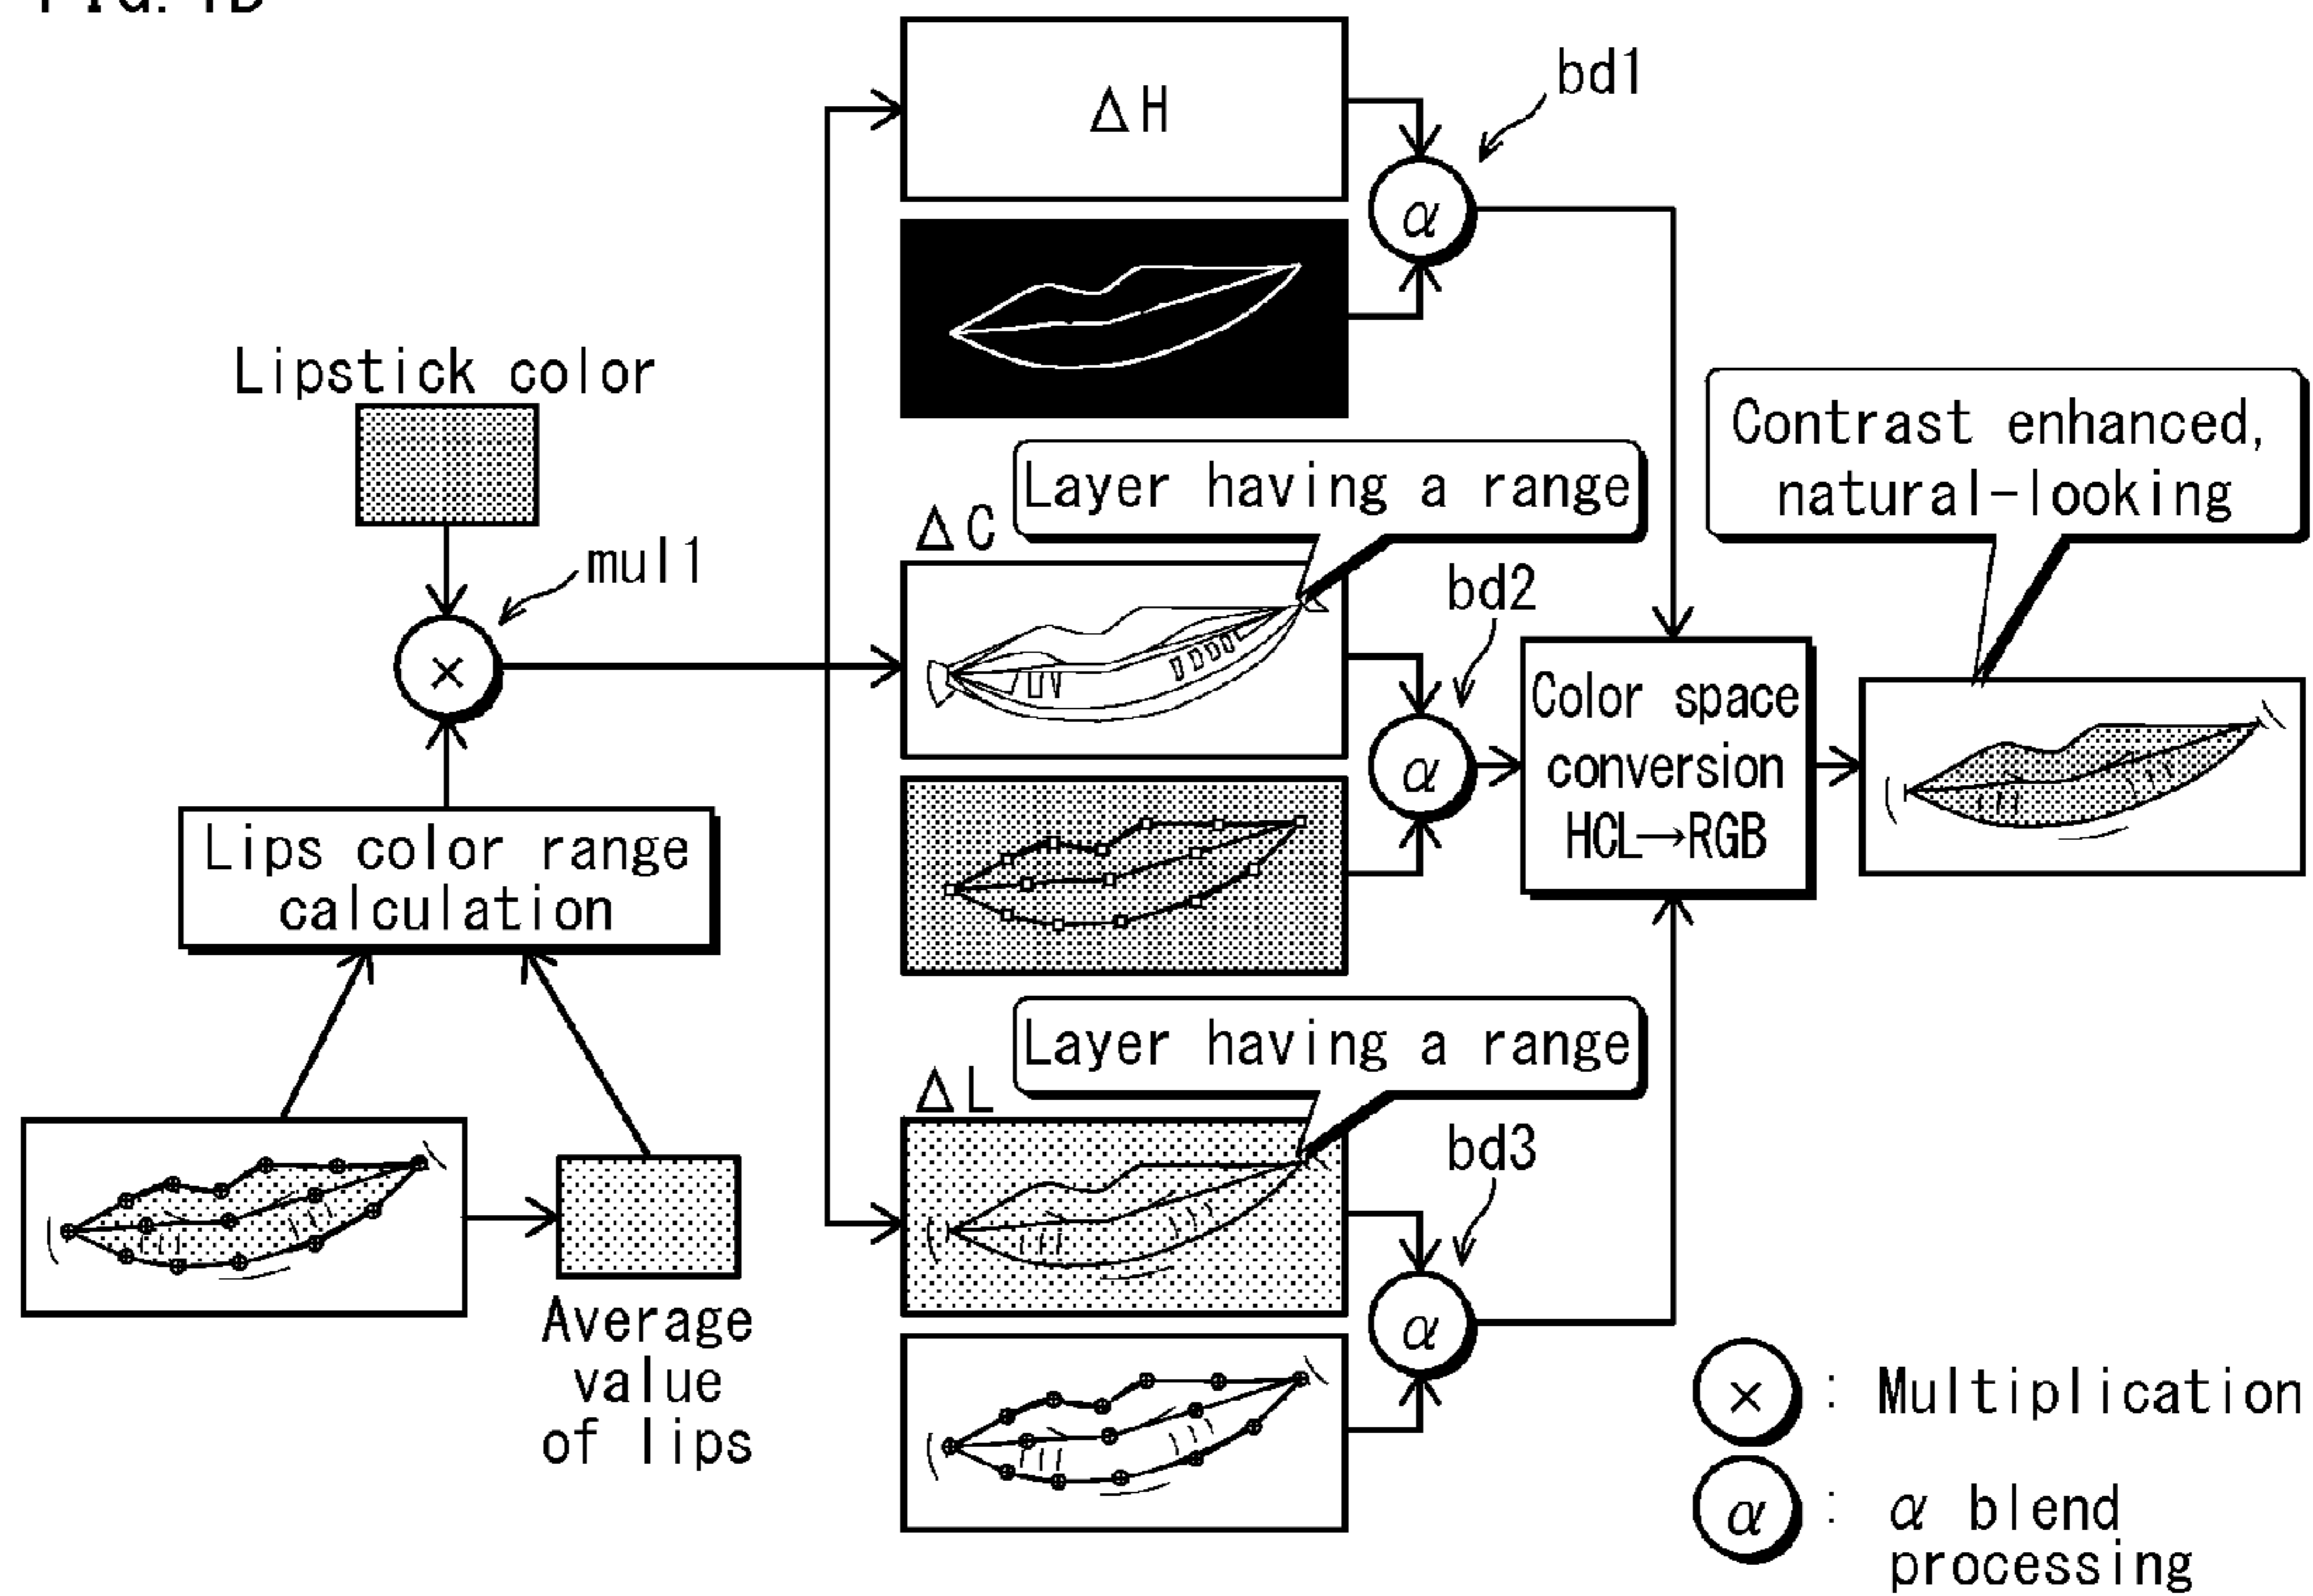 ΔH
bd1
α
Lipstick color
Contrast enhanced,
natural-looking
Layer having a range
ΔC
mul1
bd2
×
Color space
conversion
HCL→RGB
α
Lips color range
calculation
Layer having a range
ΔL
bd3
α
Average
value
of lips
× : Multiplication
α : α blend
processing